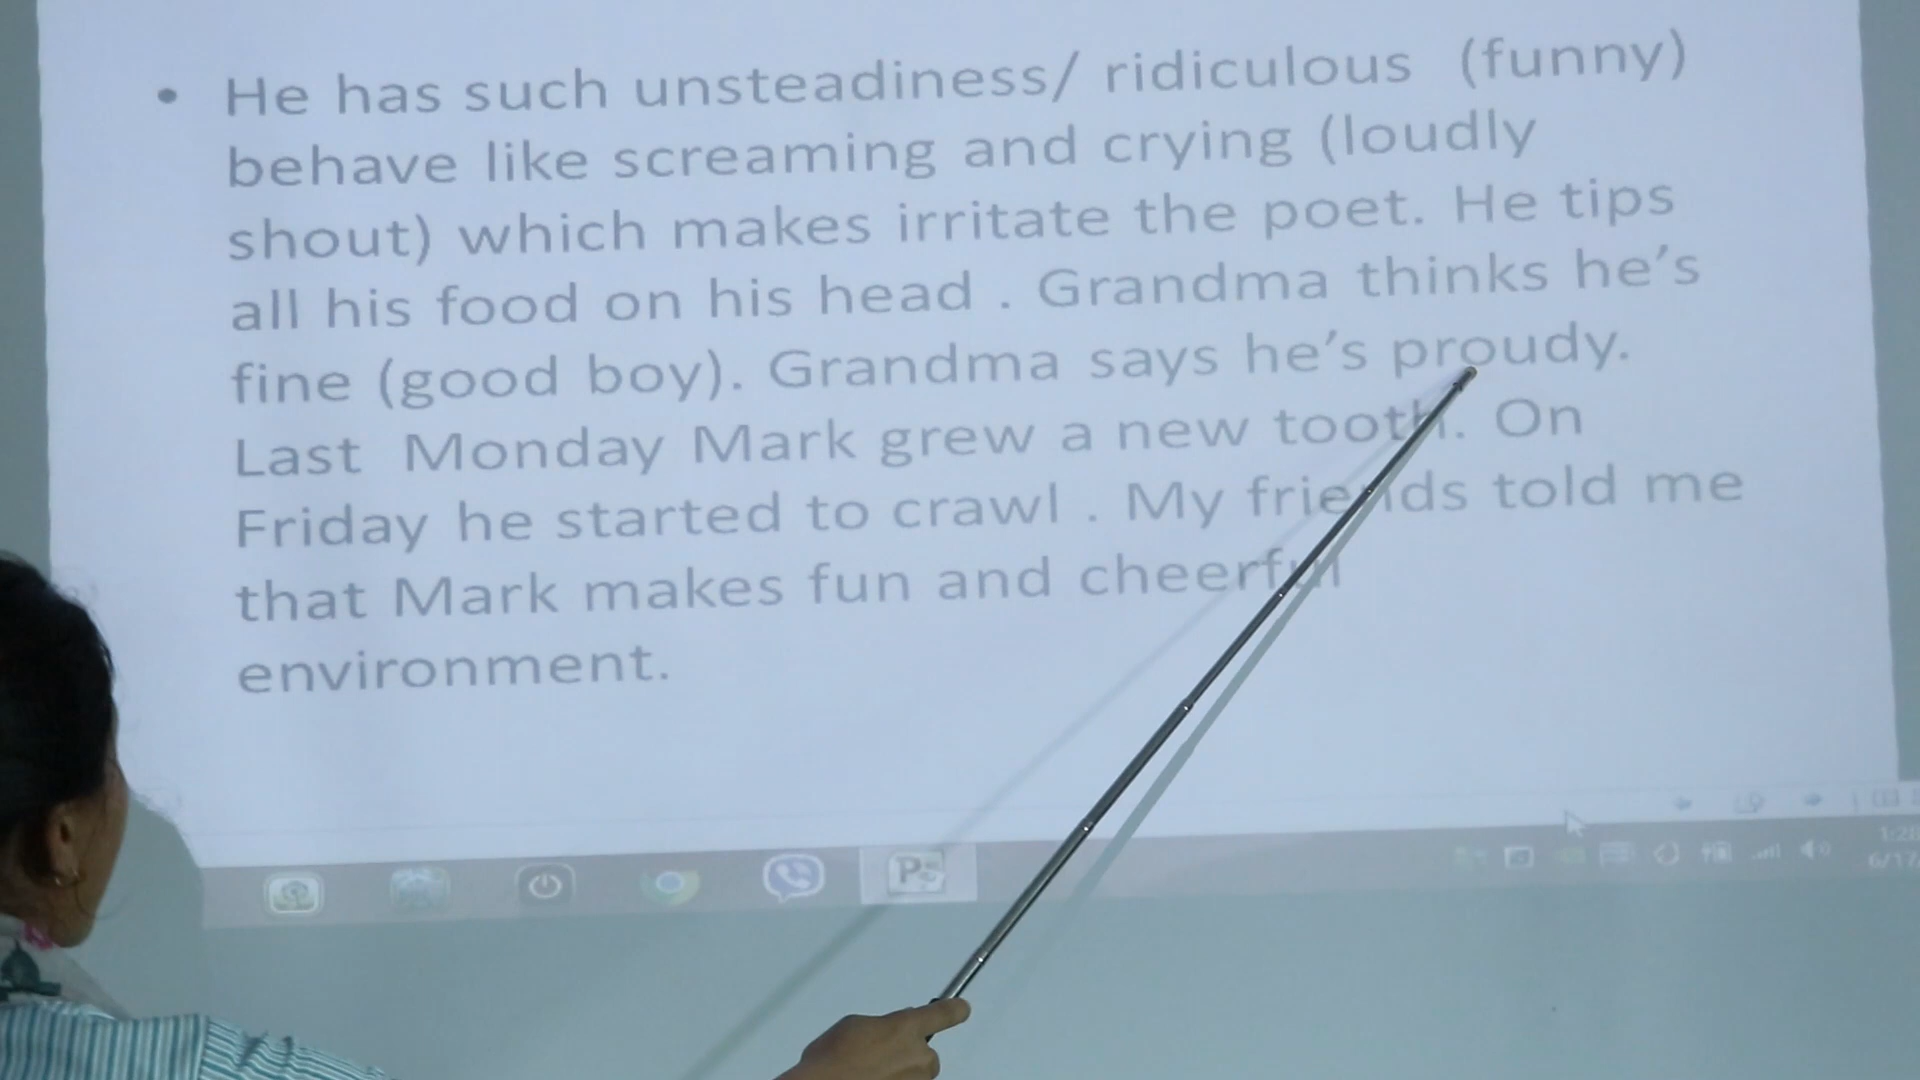 • He has such unsteadiness/ ridiculous (funny)
behave like screaming and crying (loudly
shout) which makes irritate the poet. He tips
all his food on his head . Grandma thinks he's
fine (good boy). Grandma says he's proudy.
Last Monday Mark grew a new tooth. On
Friday he started to crawl . My friends told me
that Mark makes fun and cheerful
environment.